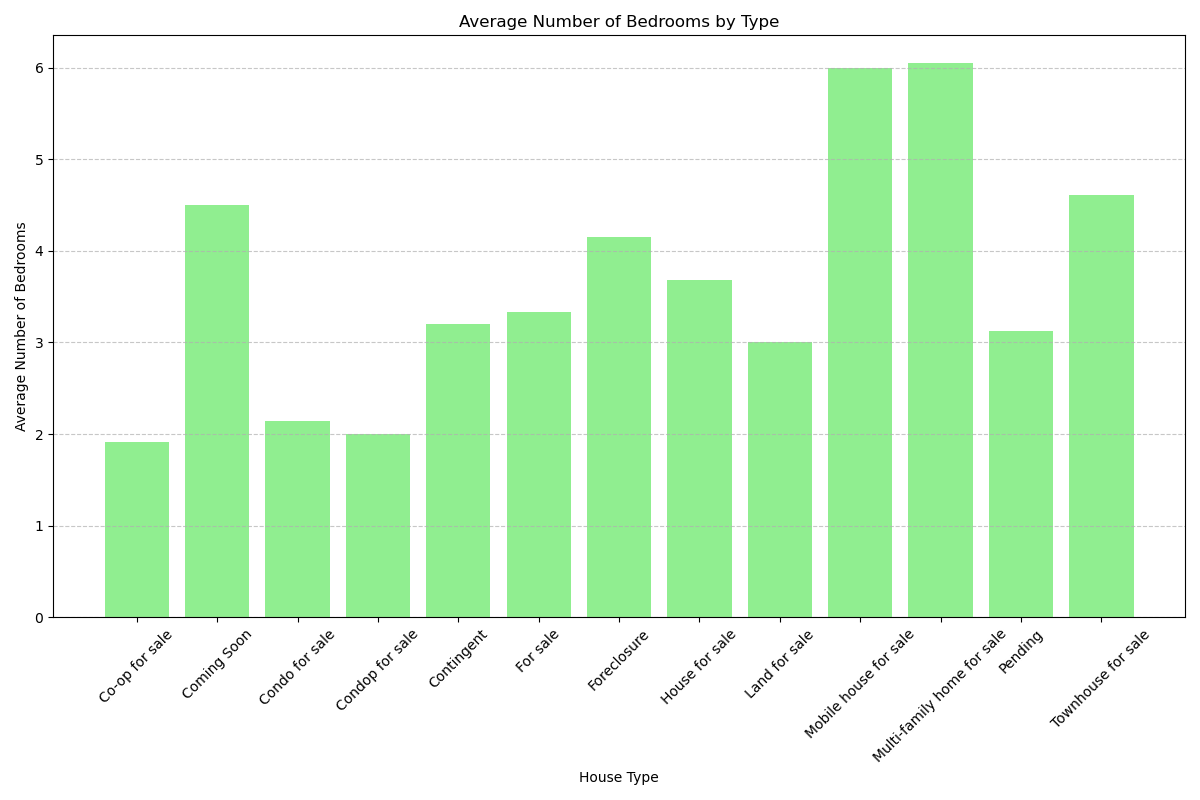 Average Number of Bedrooms by Type
Average Number of Bedrooms
6
5
4
3
2
1
0
Co-op for sale
Coming Soon
Condo for sale
Condop for sale
Contingent
For sale
Foreclosure
House for sale
Land for sale
Mobile house for sale
Multi-family home for sale
Pending
Townhouse for sale
House Type